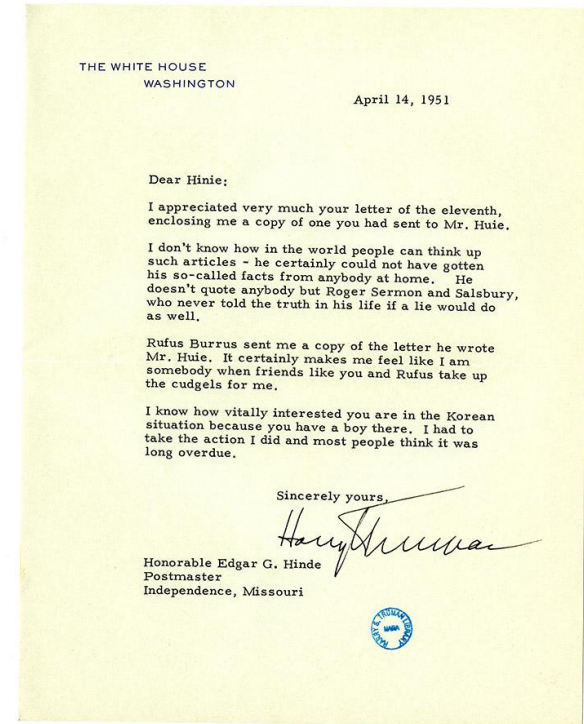 THE WHITE HOUSE
WASHINGTON
April 14, 1951
Dear Hinie:
I appreciated very much your letter of the eleventh,
enclosing me a copy of one you had sent to Mr. Huie.
I don't know how in the world people can think up
such articles - he certainly could not have gotten
his so-called facts from anybody at home. He
doesn't quote anybody but Roger Sermon and Salsbury,
who never told the truth in his life if a lie would do
as well.
Rufus Burrus sent me a copy of the letter he wrote
Mr. Huie. It certainly makes me feel like I am
somebody when friends like you and Rufus take up
the cudgels for me.
I know how vitally interested you are in the Korean
situation because you have a boy there. I had to
take the action I did and most people think it was
long overdue.
Sincerely yours,
Harry Truman
Honorable Edgar G. Hinde
Postmaster
Independence, Missouri
HARRY S. TRUMAN LIBRARY
NARA